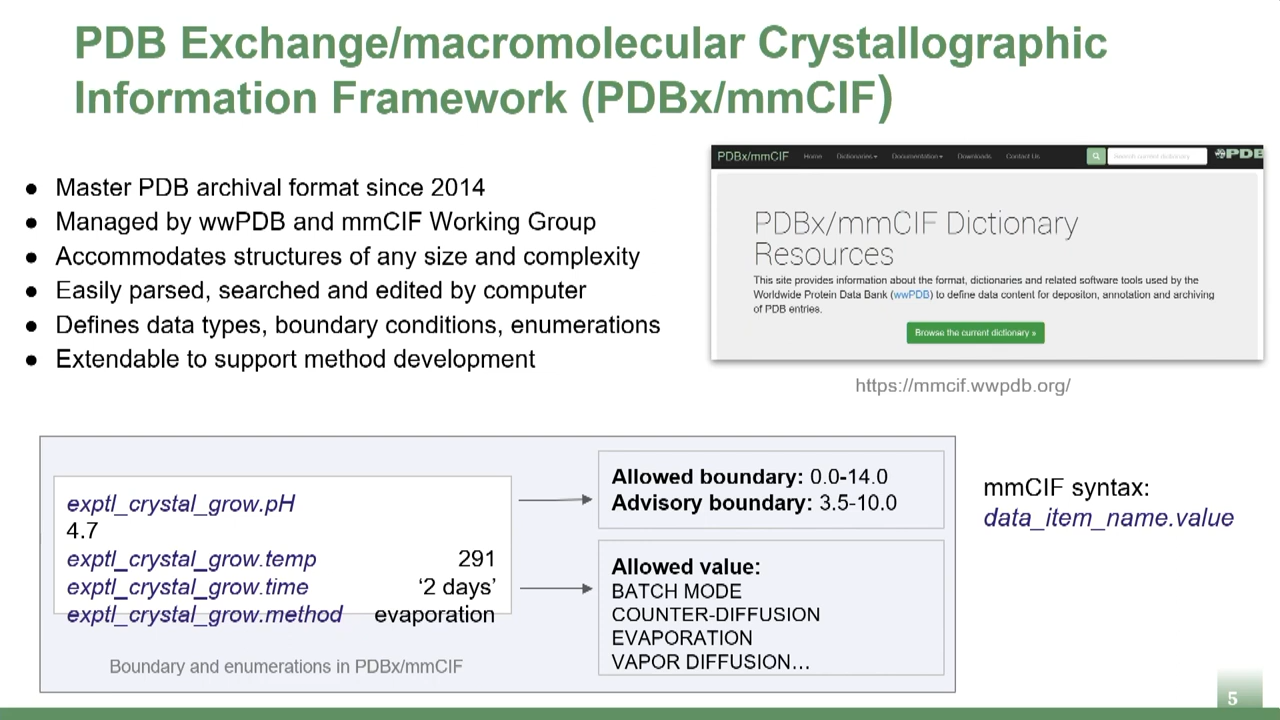 PDB Exchange/macromolecular Crystallographic
Information Framework (PDBx/mmCIF)
● Master PDB archival format since 2014
● Managed by wwPDB and mmCIF Working Group
● Accommodates structures of any size and complexity
● Easily parsed, searched and edited by computer
● Defines data types, boundary conditions, enumerations
● Extendable to support method development
PDBx/mmCIF Home Dictionaries Documentation Downloads Contact Us Search current dictionary... PDB
PDBx/mmCIF Dictionary
Resources
This site provides information about the format, dictionaries and related software tools used by the
Worldwide Protein Data Bank (wwPDB) to define data content for depositon, annotation and archiving
of PDB entries.
Browse the current dictionary »
https://mmcif.wwpdb.org/
exptl_crystal_grow.pH
4.7
exptl_crystal_grow.temp 291
exptl_crystal_grow.time ‘2 days’
exptl_crystal_grow.method evaporation
Boundary and enumerations in PDBx/mmCIF
Allowed boundary: 0.0-14.0
Advisory boundary: 3.5-10.0
Allowed value:
BATCH MODE
COUNTER-DIFFUSION
EVAPORATION
VAPOR DIFFUSION…
mmCIF syntax:
data_item_name.value
5